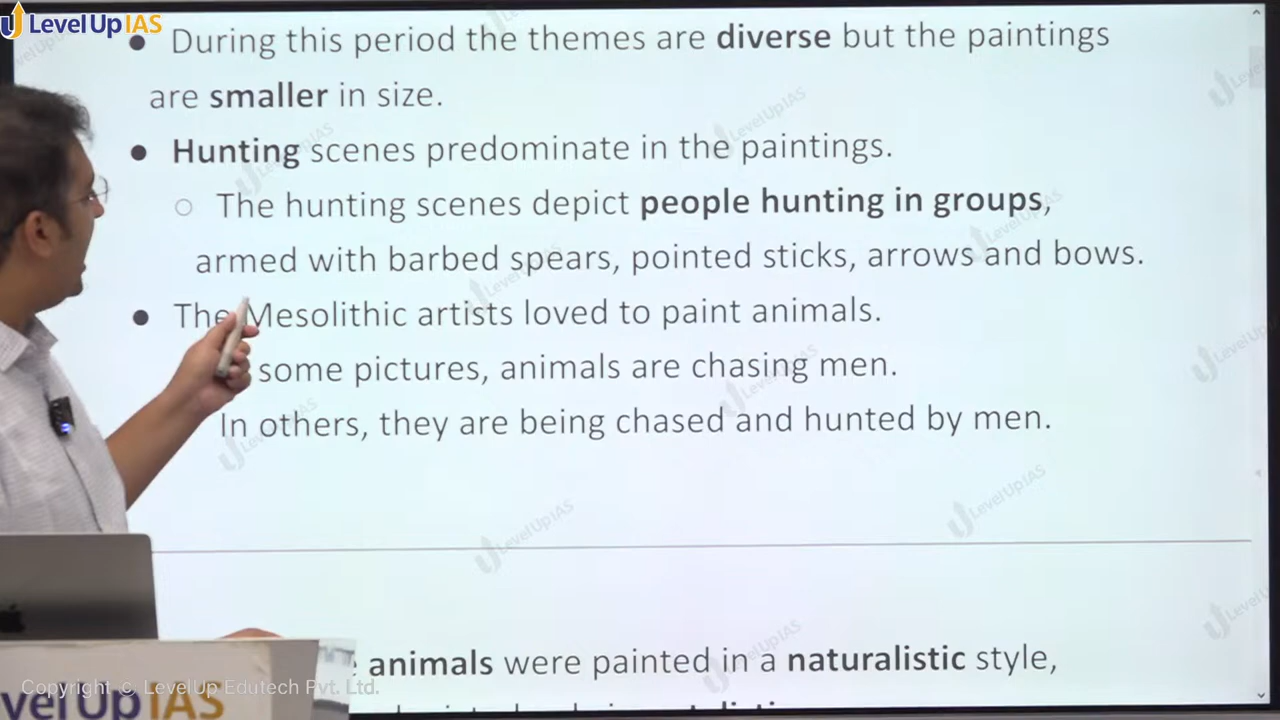 LevelUp IAS
● During this period the themes are diverse but the paintings
are smaller in size.
● Hunting scenes predominate in the paintings.
○ The hunting scenes depict people hunting in groups,
armed with barbed spears, pointed sticks, arrows and bows.
● The Mesolithic artists loved to paint animals.
some pictures, animals are chasing men.
In others, they are being chased and hunted by men.
animals were painted in a naturalistic style,
Copyright © LevelUp Edutech Pvt. Ltd.
velUp IAS